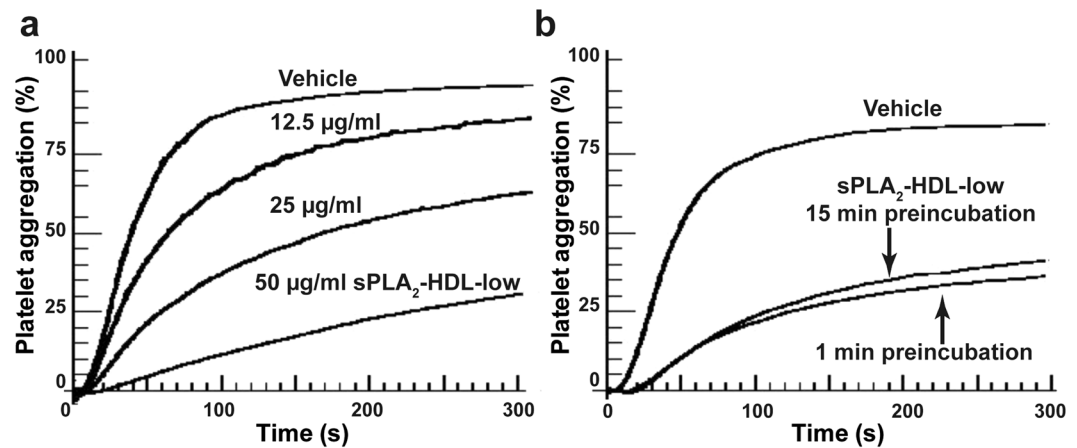 a
Platelet aggregation (%)
100
75
50
25
0
Vehicle
12.5 µg/ml
25 µg/ml
50 µg/ml sPLA₂-HDL-low
0
100
200
300
Time (s)
b
Platelet aggregation (%)
100
75
50
25
0
Vehicle
sPLA₂-HDL-low
15 min preincubation
1 min preincubation
0
100
200
300
Time (s)